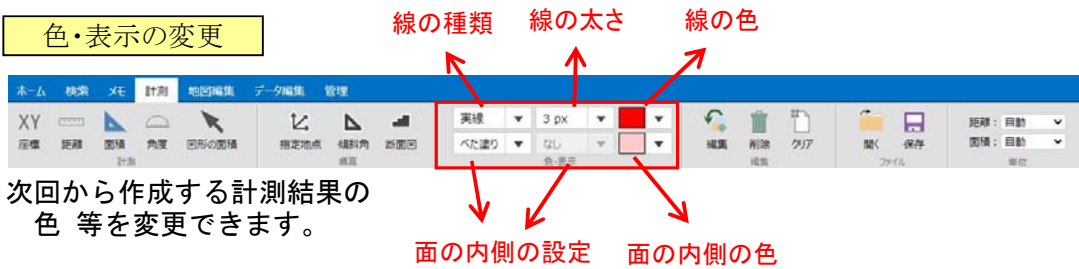 色・表示の変更
線の種類 線の太さ 線の色
ホーム 検索 メモ 計測 地図編集 データ編集 管理
XY
座標 距離 面積 角度 図形の面積
計測
指定地点 傾斜角 断面図
標高
実線 3 px
べた塗り なし
色・表示
編集 削除 クリア
編集
開く 保存
ファイル
距離： 自動
面積： 自動
単位
次回から作成する計測結果の
色 等を変更できます。
面の内側の設定 面の内側の色